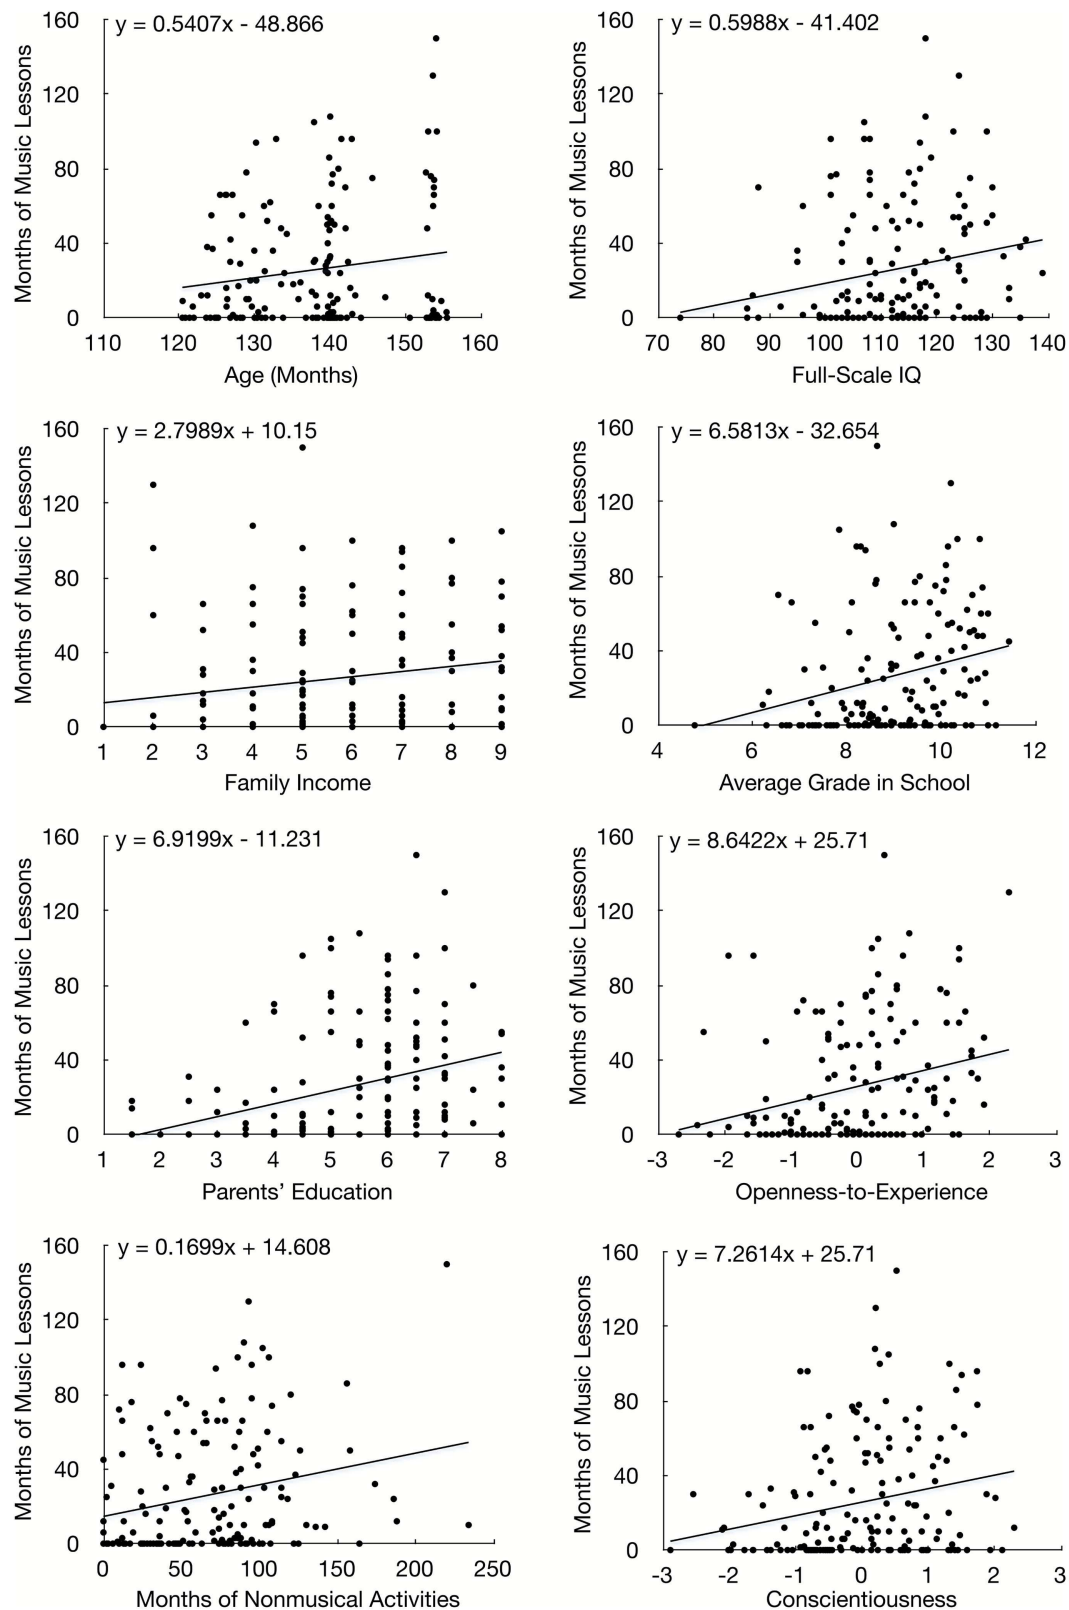 y = 0.5407x - 48.866
160
120
80
40
0
Months of Music Lessons
110 120 130 140 150 160
Age (Months)
y = 0.5988x - 41.402
160
120
80
40
0
Months of Music Lessons
70 80 90 100 110 120 130 140
Full-Scale IQ
y = 2.7989x + 10.15
160
120
80
40
0
Months of Music Lessons
1 2 3 4 5 6 7 8 9
Family Income
y = 6.5813x - 32.654
160
120
80
40
0
Months of Music Lessons
4 6 8 10 12
Average Grade in School
y = 6.9199x - 11.231
160
120
80
40
0
Months of Music Lessons
1 2 3 4 5 6 7 8
Parents’ Education
y = 8.6422x + 25.71
160
120
80
40
0
Months of Music Lessons
-3 -2 -1 0 1 2 3
Openness-to-Experience
y = 0.1699x + 14.608
160
120
80
40
0
Months of Music Lessons
0 50 100 150 200 250
Months of Nonmusical Activities
y = 7.2614x + 25.71
160
120
80
40
0
Months of Music Lessons
-3 -2 -1 0 1 2 3
Conscientiousness